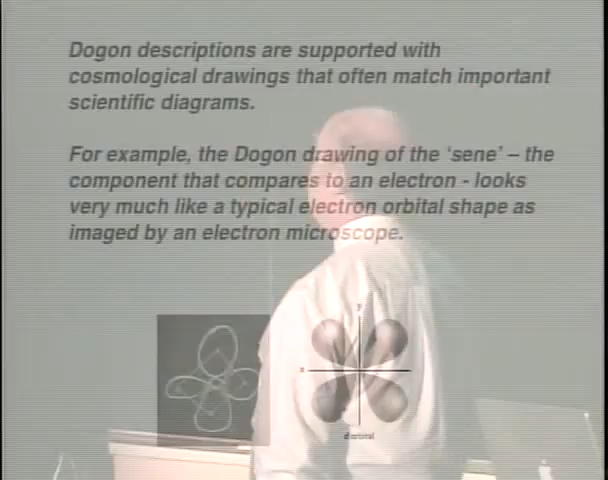 Dogon descriptions are supported with
cosmological drawings that often match important
scientific diagrams.
For example, the Dogon drawing of the 'sene' – the
component that compares to an electron - looks
very much like a typical electron orbital shape as
imaged by an electron microscope.
y
x
d orbital